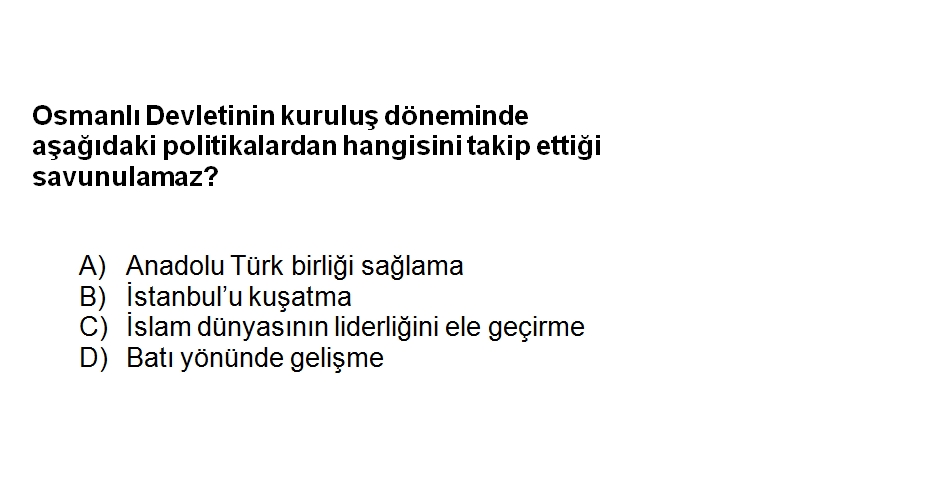 Osmanlı Devletinin kuruluş döneminde
aşağıdaki politikalardan hangisini takip ettiği
savunulamaz?
A) Anadolu Türk birliği sağlama
B) İstanbul’u kuşatma
C) İslam dünyasının liderliğini ele geçirme
D) Batı yönünde gelişme